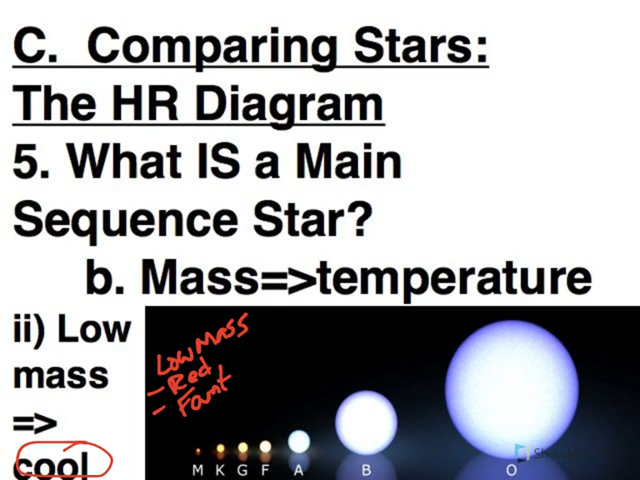 C. Comparing Stars:
The HR Diagram
5. What IS a Main
Sequence Star?
b. Mass=>temperature
ii) Low
mass
=>
cool
Low Mass
- Red
- Faint
M K G F A B O
ShowMe